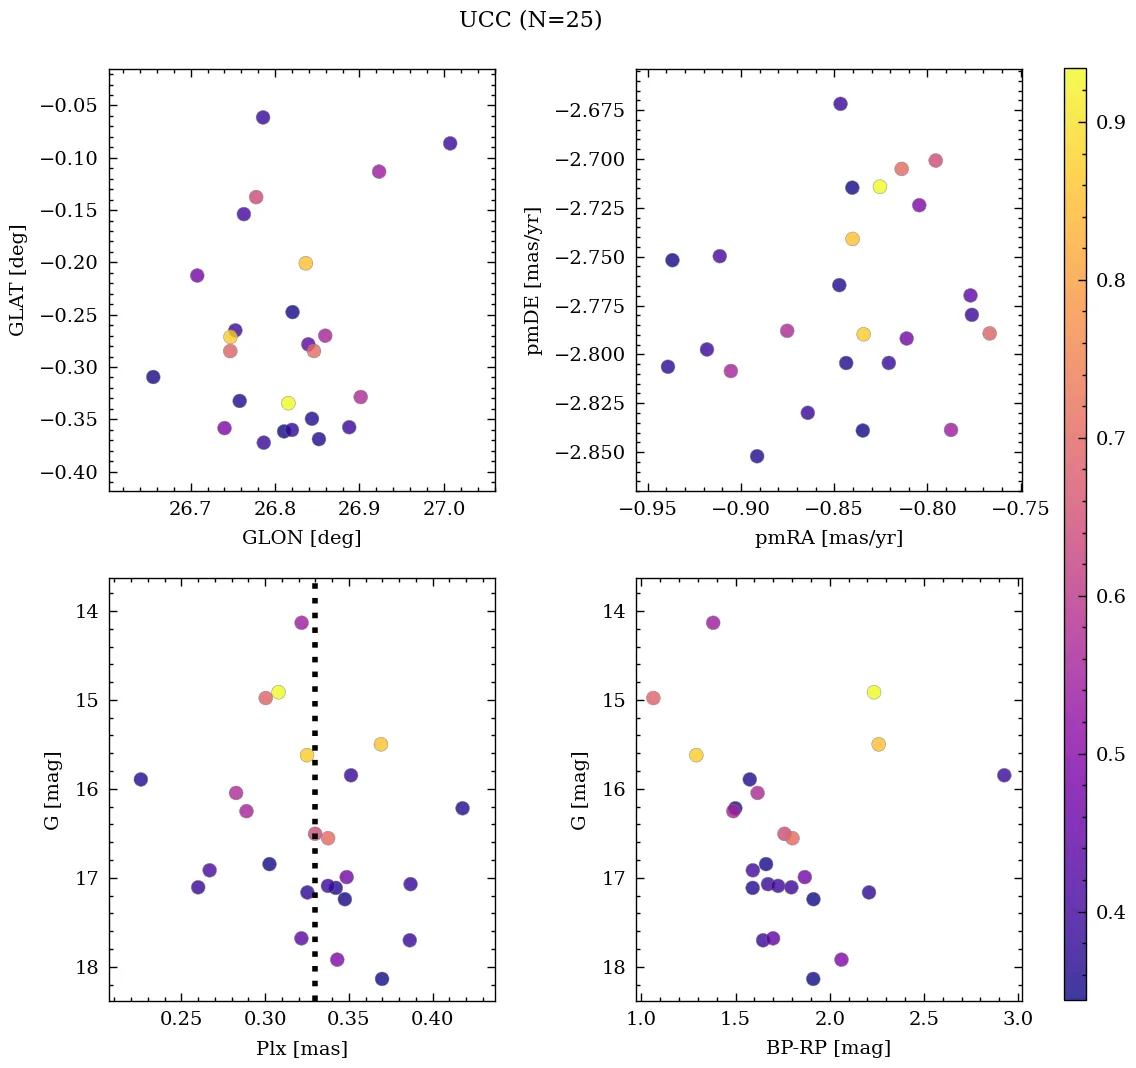 UCC (N=25)
−0.05
−0.10
−0.15
−0.20
−0.25
−0.30
−0.35
−0.40
GLAT [deg]
26.7 26.8 26.9 27.0
GLON [deg]
−2.675
−2.700
−2.725
−2.750
−2.775
−2.800
−2.825
−2.850
pmDE [mas/yr]
−0.95 −0.90 −0.85 −0.80 −0.75
pmRA [mas/yr]
14
15
16
17
18
G [mag]
0.25 0.30 0.35 0.40
Plx [mas]
14
15
16
17
18
G [mag]
1.0 1.5 2.0 2.5 3.0
BP-RP [mag]
0.9
0.8
0.7
0.6
0.5
0.4